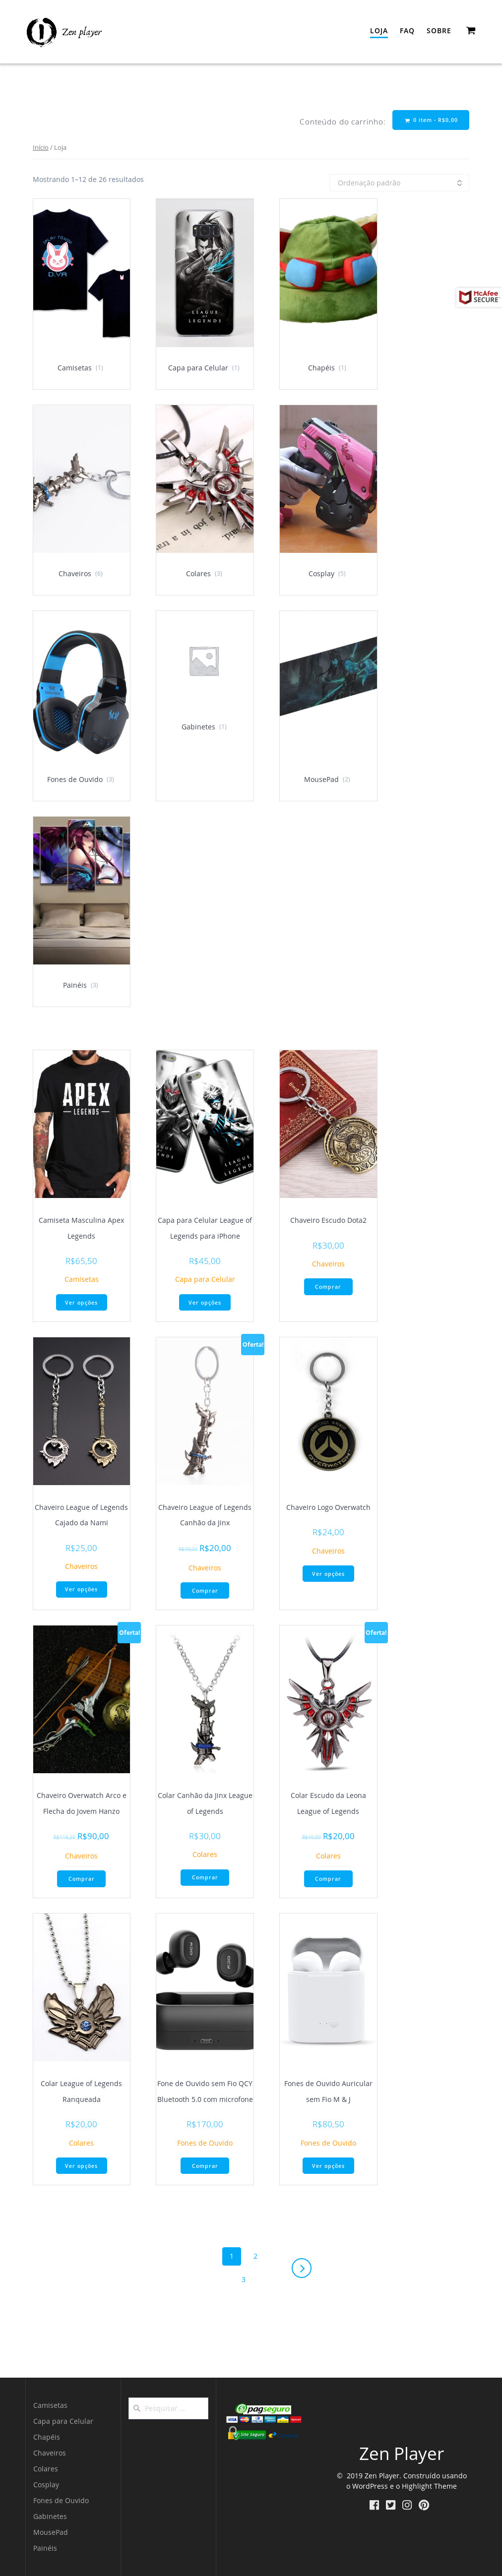 Zen player
LOJA
FAQ
SOBRE
Conteúdo do carrinho:
0 item - R$0,00
Início / Loja
Mostrando 1–12 de 26 resultados
Ordenação padrão
D.VA
LEAGUE
LEGENDS
McAfee
SECURE
Camisetas (1)
Capa para Celular (1)
Chapéis (1)
Chaveiros (6)
Colares (3)
Cosplay (5)
Fones de Ouvido (3)
Gabinetes (1)
MousePad (2)
Painéis (3)
APEX
LEGENDS
Camiseta Masculina Apex
Legends
R$65,50
Camisetas
Ver opções
Capa para Celular League of
Legends para iPhone
R$45,00
Capa para Celular
Ver opções
Chaveiro Escudo Dota2
R$30,00
Chaveiros
Comprar
Chaveiro League of Legends
Cajado da Nami
R$25,00
Chaveiros
Ver opções
Oferta!
Chaveiro League of Legends
Canhão da Jinx
R$20,00
Chaveiros
Comprar
OVERWATCH
Chaveiro Logo Overwatch
R$24,00
Chaveiros
Ver opções
Oferta!
Chaveiro Overwatch Arco e
Flecha do Jovem Hanzo
R$90,00
Chaveiros
Comprar
Colar Canhão da Jinx League
of Legends
R$30,00
Colares
Comprar
Oferta!
Colar Escudo da Leona
League of Legends
R$20,00
Colares
Comprar
Colar League of Legends
Ranqueada
R$20,00
Colares
Ver opções
Fone de Ouvido sem Fio QCY
Bluetooth 5.0 com microfone
R$170,00
Fones de Ouvido
Comprar
Fones de Ouvido Auricular
sem Fio M & J
R$80,50
Fones de Ouvido
Ver opções
1
2
3
Camisetas
Capa para Celular
Chapéis
Chaveiros
Colares
Cosplay
Fones de Ouvido
Gabinetes
MousePad
Painéis
Pesquisar …
pagseguro
VISA
Site Seguro
Zen Player
© 2019 Zen Player. Construído usando
o WordPress e o Highlight Theme